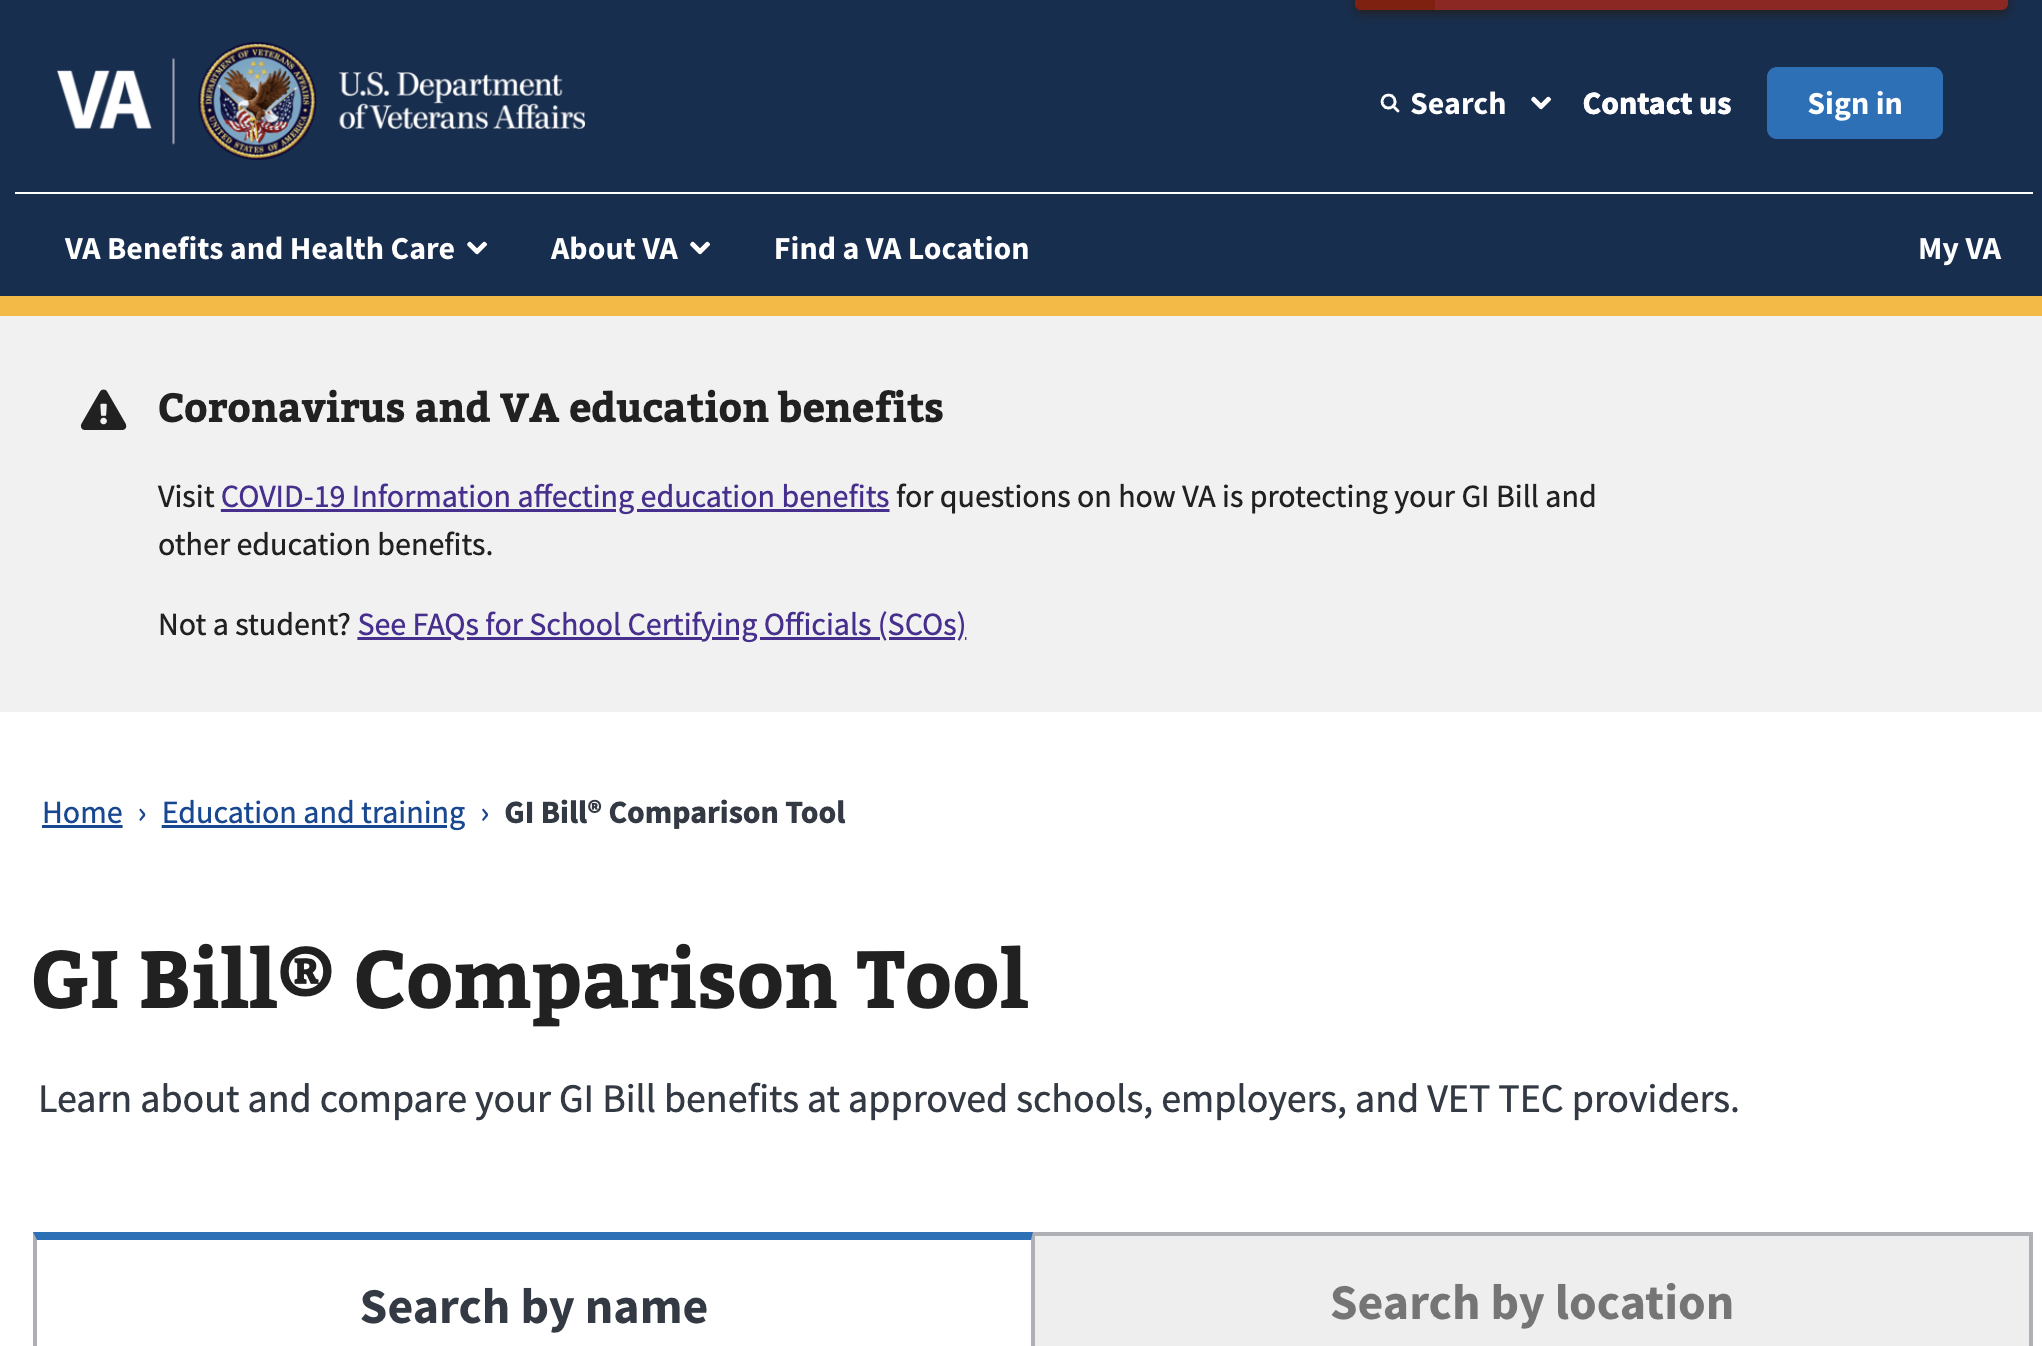 VA
U.S. Department
of Veterans Affairs
Search
Contact us
Sign in
VA Benefits and Health Care
About VA
Find a VA Location
My VA
Coronavirus and VA education benefits
Visit COVID-19 Information affecting education benefits for questions on how VA is protecting your GI Bill and
other education benefits.
Not a student? See FAQs for School Certifying Officials (SCOs)
Home › Education and training › GI Bill® Comparison Tool
GI Bill® Comparison Tool
Learn about and compare your GI Bill benefits at approved schools, employers, and VET TEC providers.
Search by name
Search by location